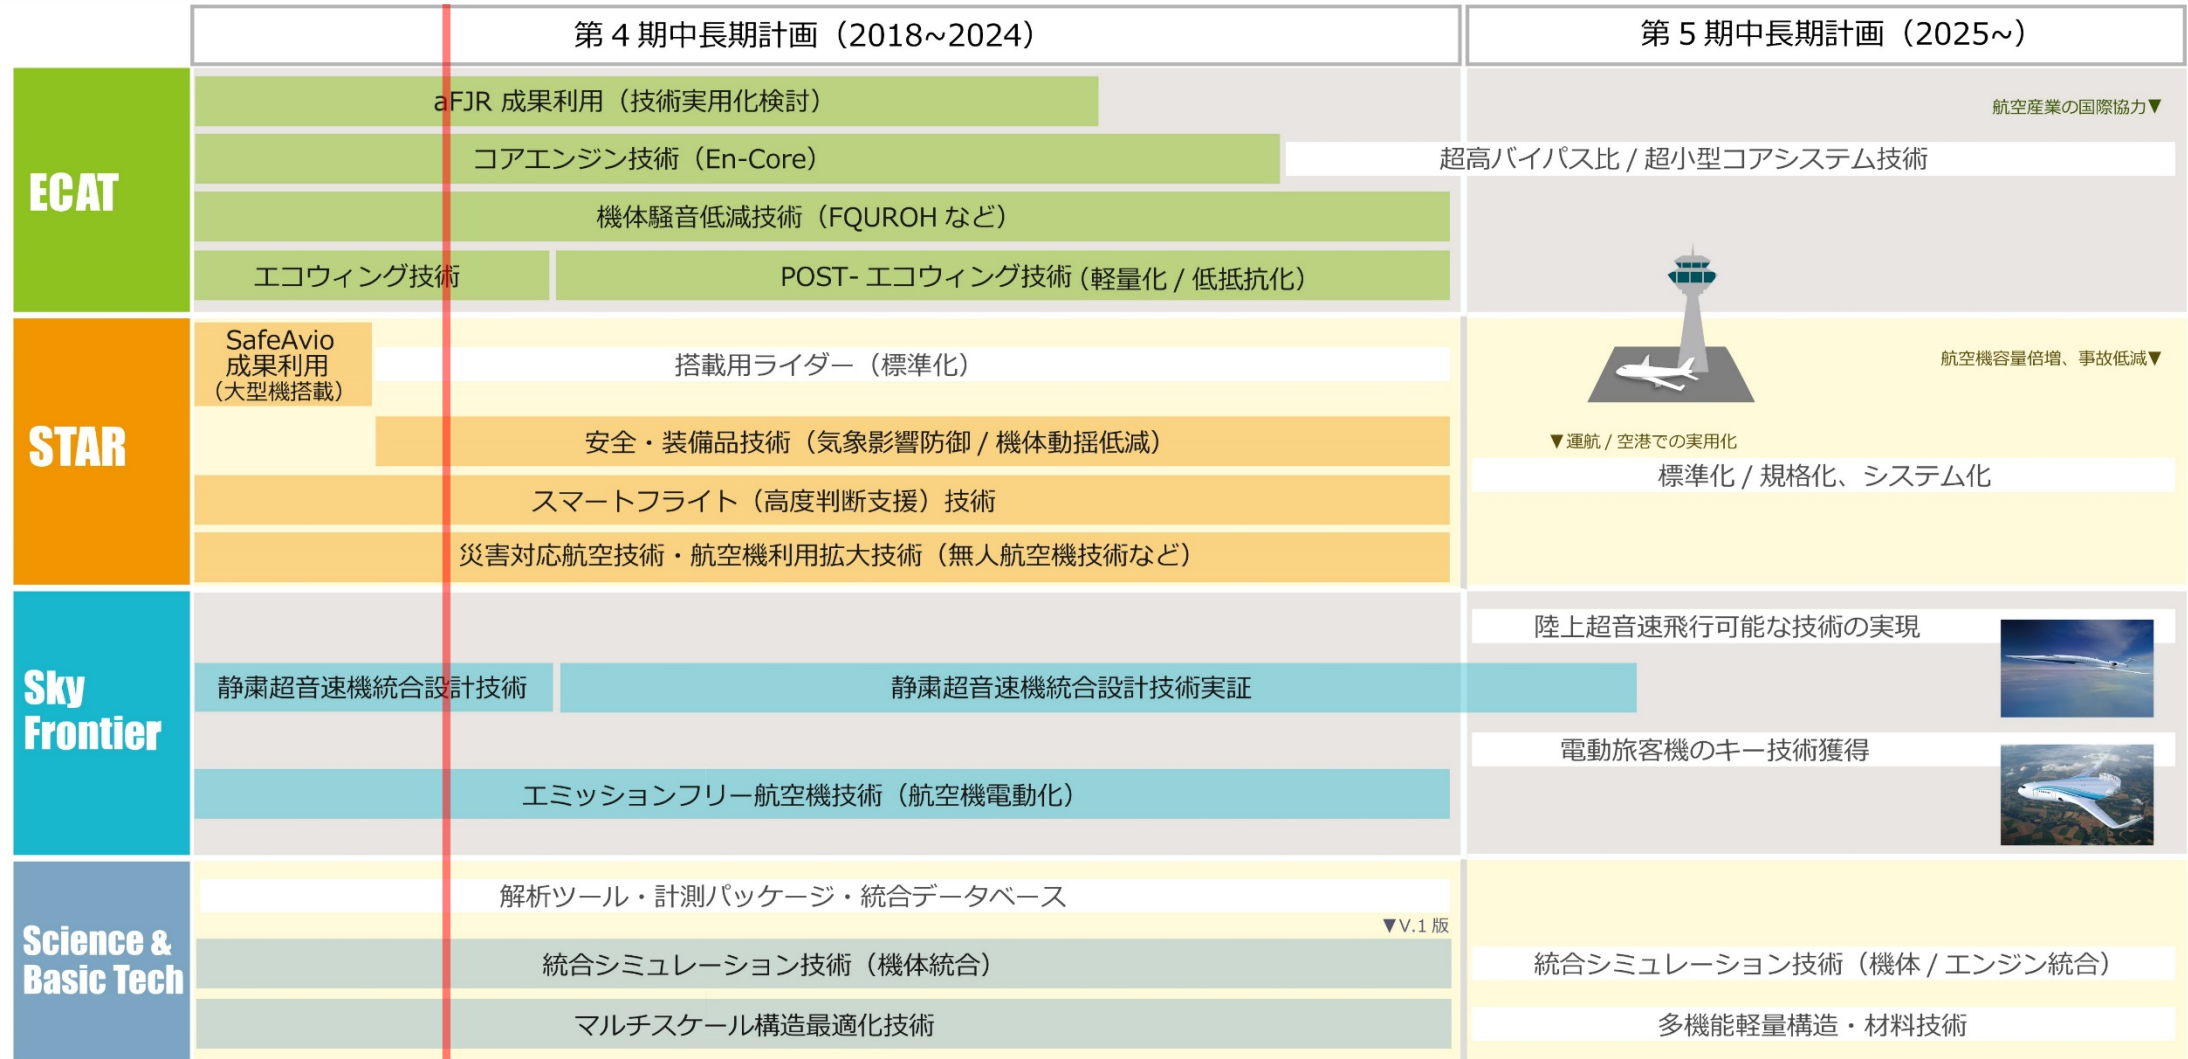 第4期中長期計画（2018~2024）
第5期中長期計画（2025~）
ECAT
aFJR 成果利用（技術実用化検討）
航空産業の国際協力▼
コアエンジン技術（En-Core）
超高バイパス比 / 超小型コアシステム技術
機体騒音低減技術（FQUROH など）
エコウィング技術
POST- エコウィング技術 (軽量化 / 低抵抗化）
STAR
SafeAvio
成果利用
（大型機搭載）
搭載用ライダー（標準化）
航空機容量倍増、事故低減▼
安全・装備品技術（気象影響防御 / 機体動揺低減）
▼運航 / 空港での実用化
標準化 / 規格化、システム化
スマートフライト（高度判断支援）技術
災害対応航空技術・航空機利用拡大技術（無人航空機技術など）
Sky
Frontier
陸上超音速飛行可能な技術の実現
静粛超音速機統合設計技術
静粛超音速機統合設計技術実証
電動旅客機のキー技術獲得
エミッションフリー航空機技術（航空機電動化）
Science &
Basic Tech
解析ツール・計測パッケージ・統合データベース
▼V.1 版
統合シミュレーション技術（機体統合）
統合シミュレーション技術（機体 / エンジン統合）
マルチスケール構造最適化技術
多機能軽量構造・材料技術